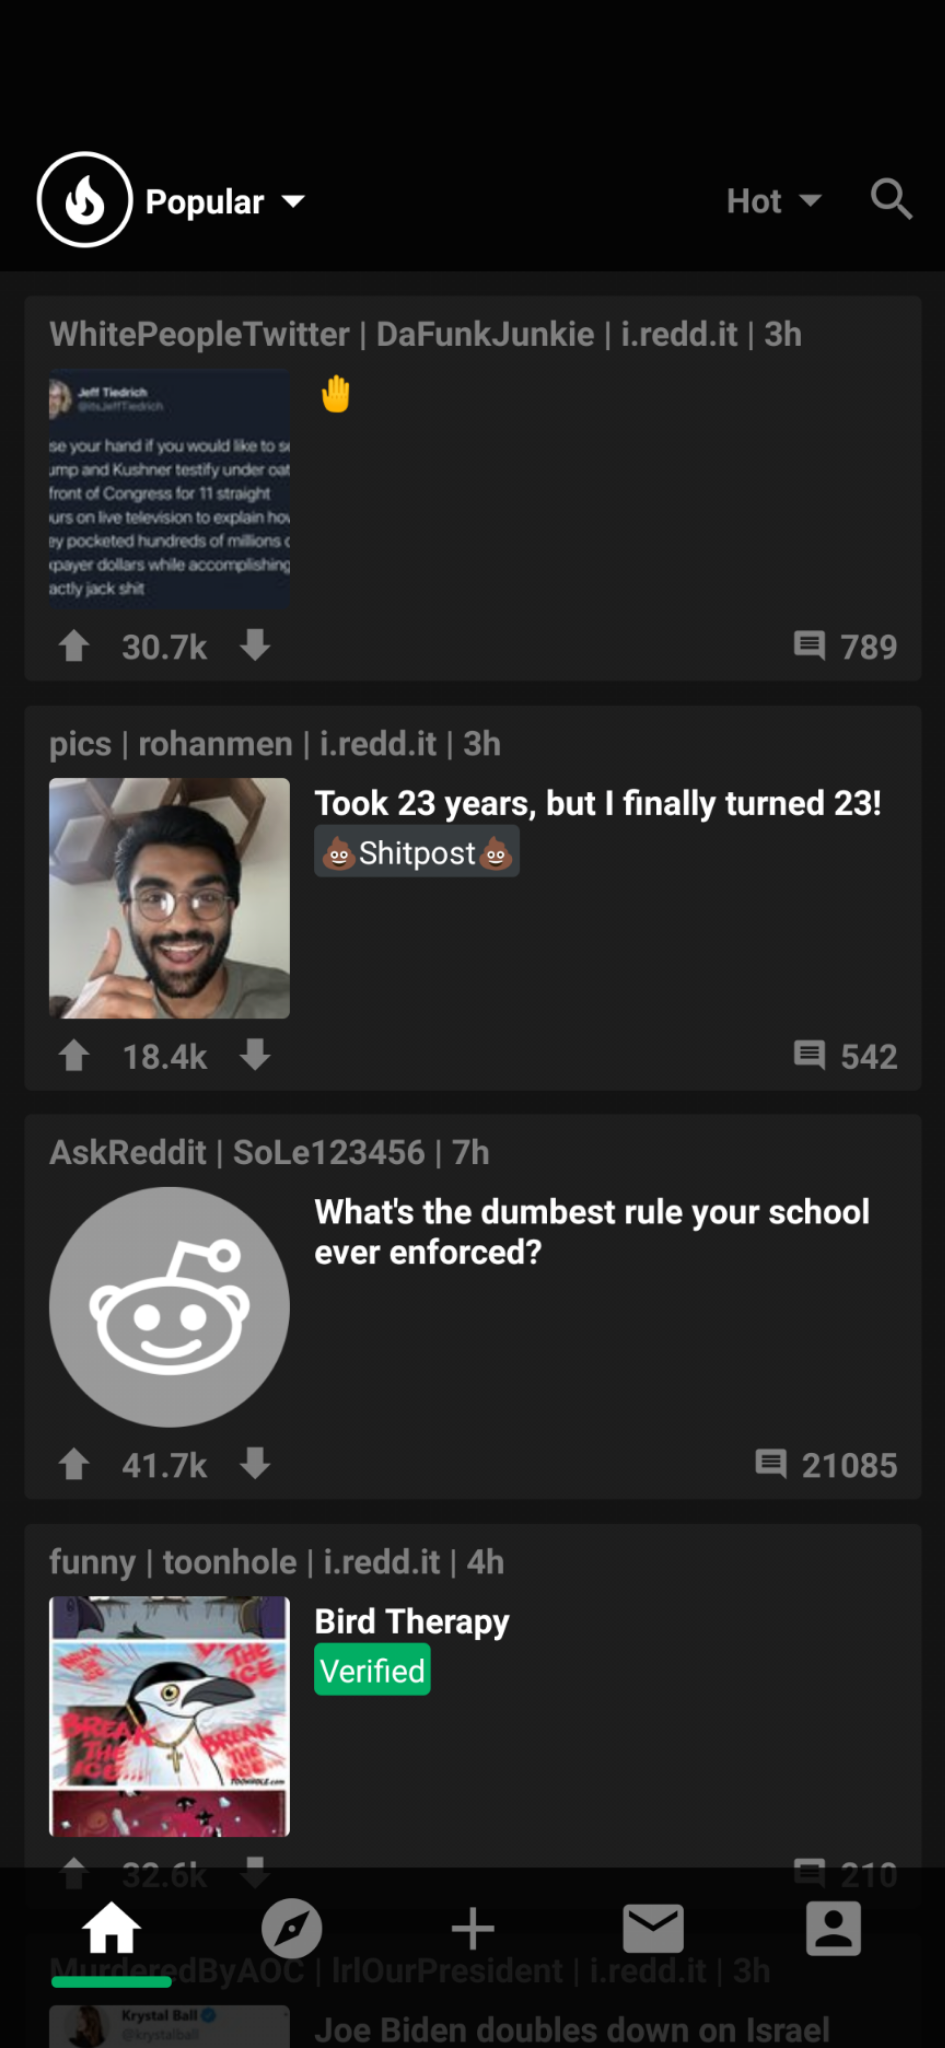 Popular
Hot
WhitePeopleTwitter | DaFunkJunkie | i.redd.it | 3h
Jeff Tiedrich
@itsJeffTiedrich
se your hand if you would like to se
ump and Kushner testify under oat
front of Congress for 11 straight
urs on live television to explain how
ey pocketed hundreds of millions o
xpayer dollars while accomplishing
actly jack shit
🤚
30.7k
789
pics | rohanmen | i.redd.it | 3h
Took 23 years, but I finally turned 23!
💩Shitpost💩
18.4k
542
AskReddit | SoLe123456 | 7h
What's the dumbest rule your school
ever enforced?
41.7k
21085
funny | toonhole | i.redd.it | 4h
Bird Therapy
Verified
THE
ICE
BREAK
THE
ICE...
BREAK
THE
ICE...
TOONHOLE.com
32.6k
210
MurderedByAOC | IrlOurPresident | i.redd.it | 3h
Krystal Ball
@krystalball
Joe Biden doubles down on Israel